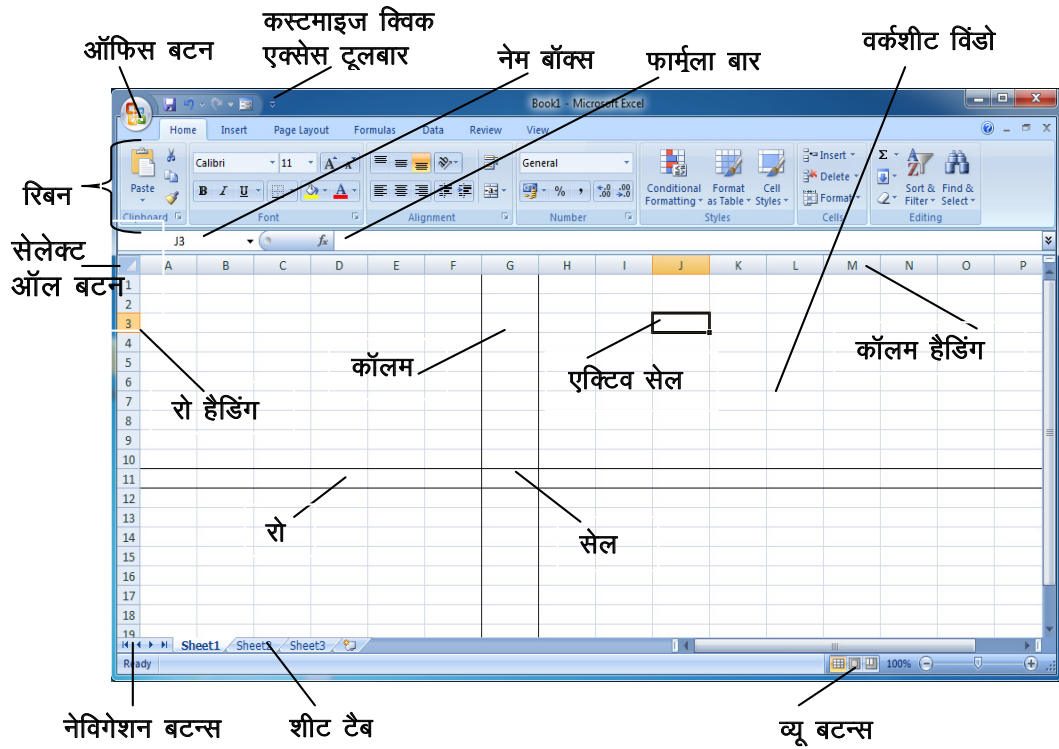 कस्टमाइज क्विक
ऑफिस बटन
एक्सेस टूलबार
नेम बॉक्स
फार्मुला बार
वर्कशीट विंडो
Book1 - Microsoft Excel
Home Insert Page Layout Formulas Data Review View
रिबन
Paste
Calibri 11
B I U
A A
A
General
% , .0 .00 .00 .0
Conditional Formatting
Format as Table
Cell Styles
Insert
Delete
Format
Σ
Sort & Filter
Find & Select
Clipboard Font Alignment Number Styles Cells Editing
J3 fx
सेलेक्ट
ऑल बटन
A B C D E F G H I J K L M N O P
1
2
3
4
5
6
7
8
9
10
11
12
13
14
15
16
17
18
19
कॉलम
एक्टिव सेल
कॉलम हैडिंग
रो हैडिंग
रो
सेल
Sheet1 Sheet2 Sheet3
Ready 100%
नेविगेशन बटन्स
शीट टैब
व्यू बटन्स